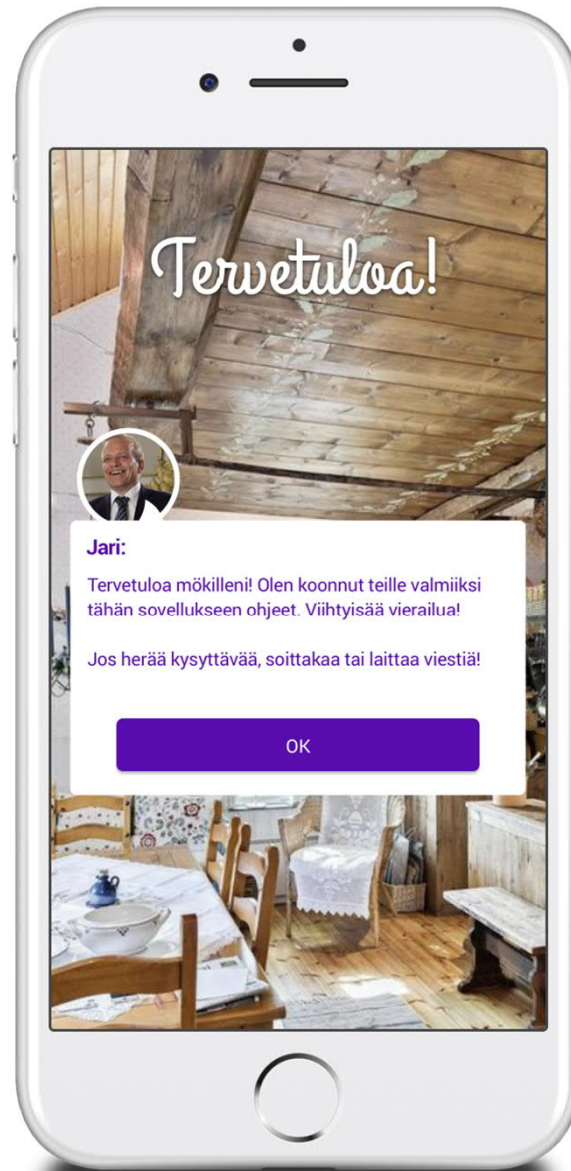 Tervetuloa!
Jari:
Tervetuloa mökilleni! Olen koonnut teille valmiiksi
tähän sovellukseen ohjeet. Viihtyisää vierailua!
Jos herää kysyttävää, soittakaa tai laittaa viestiä!
OK